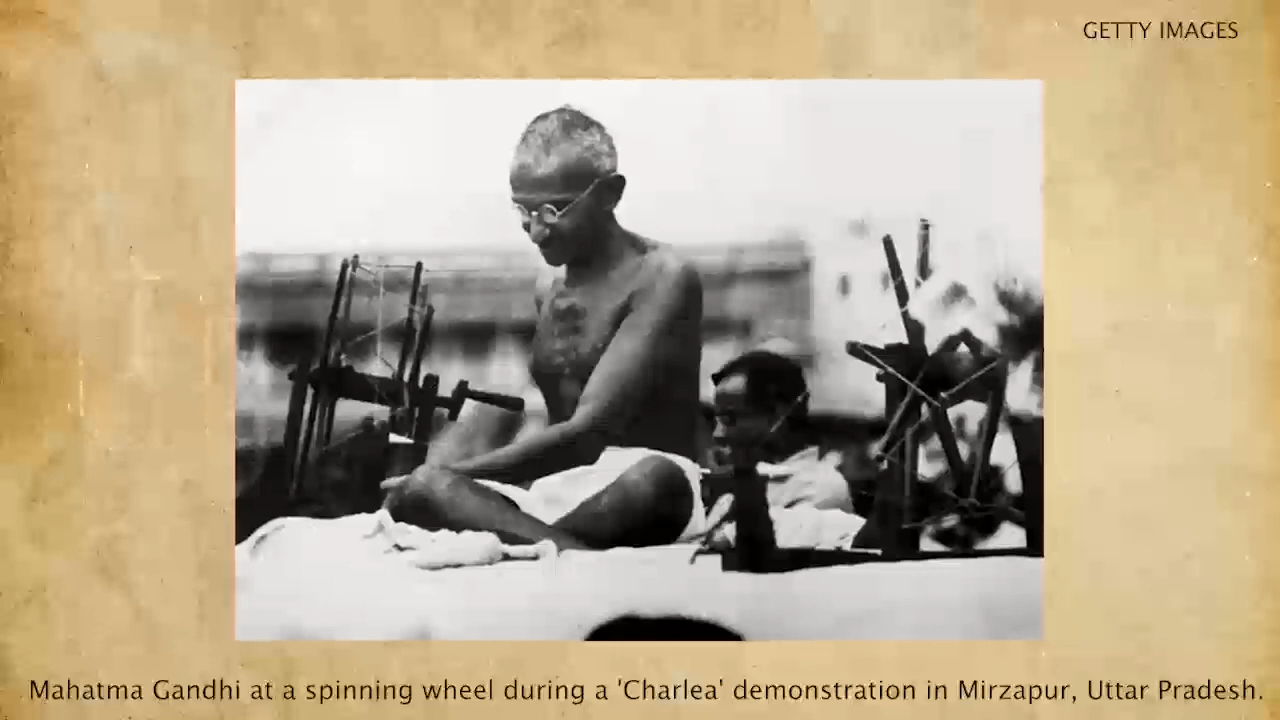 GETTY IMAGES
Mahatma Gandhi at a spinning wheel during a 'Charlea' demonstration in Mirzapur, Uttar Pradesh.